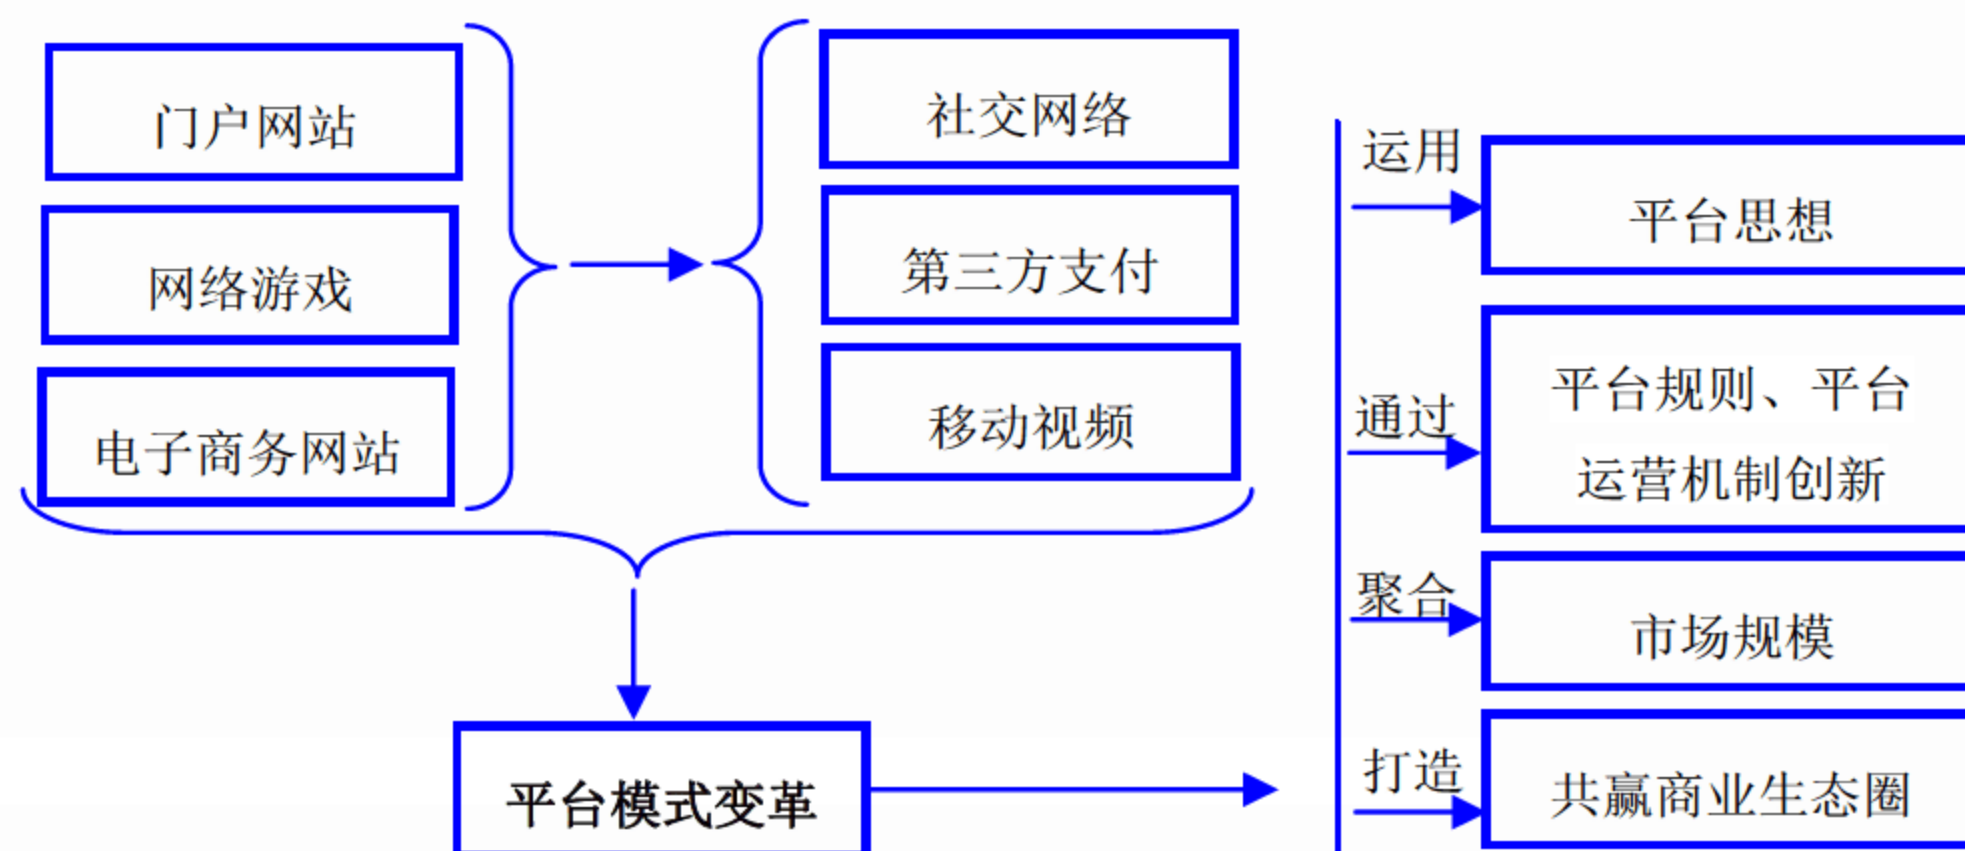 门户网站
网络游戏
电子商务网站
社交网络
第三方支付
移动视频
平台模式变革
运用
平台思想
通过
平台规则、平台
运营机制创新
聚合
市场规模
打造
共赢商业生态圈